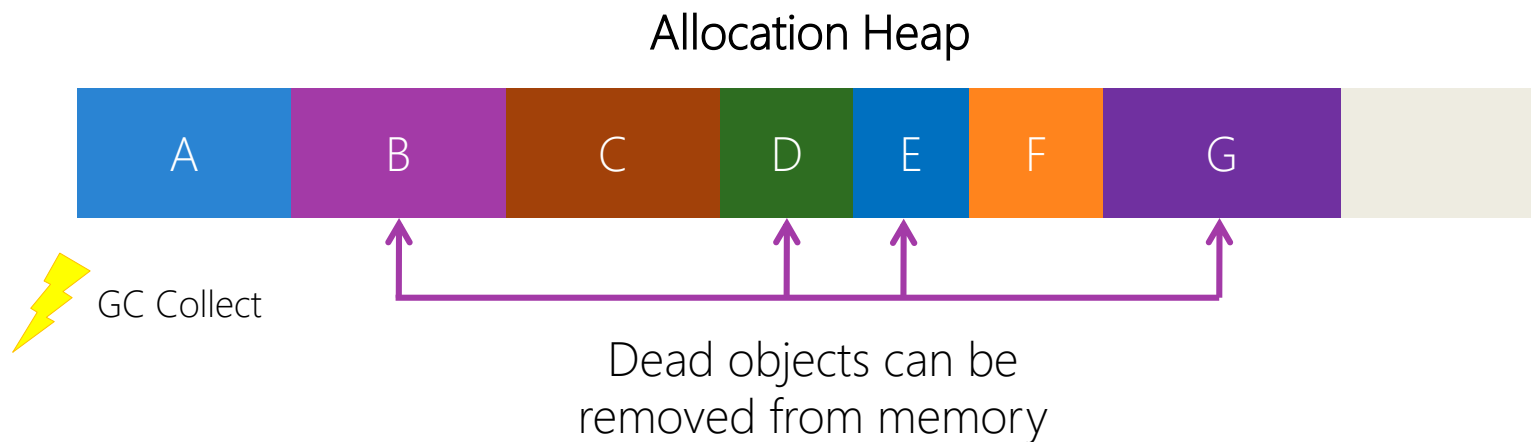 Allocation Heap
A B C D E F G
GC Collect
Dead objects can be
removed from memory